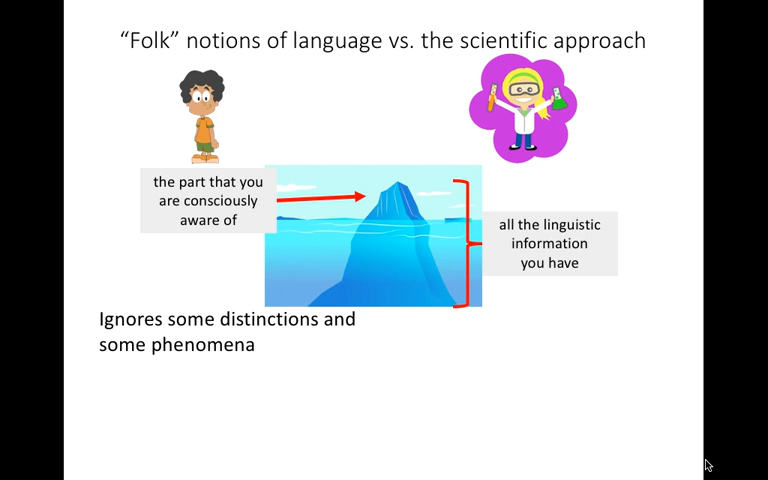 “Folk” notions of language vs. the scientific approach
the part that you
are consciously
aware of
all the linguistic
information
you have
Ignores some distinctions and
some phenomena